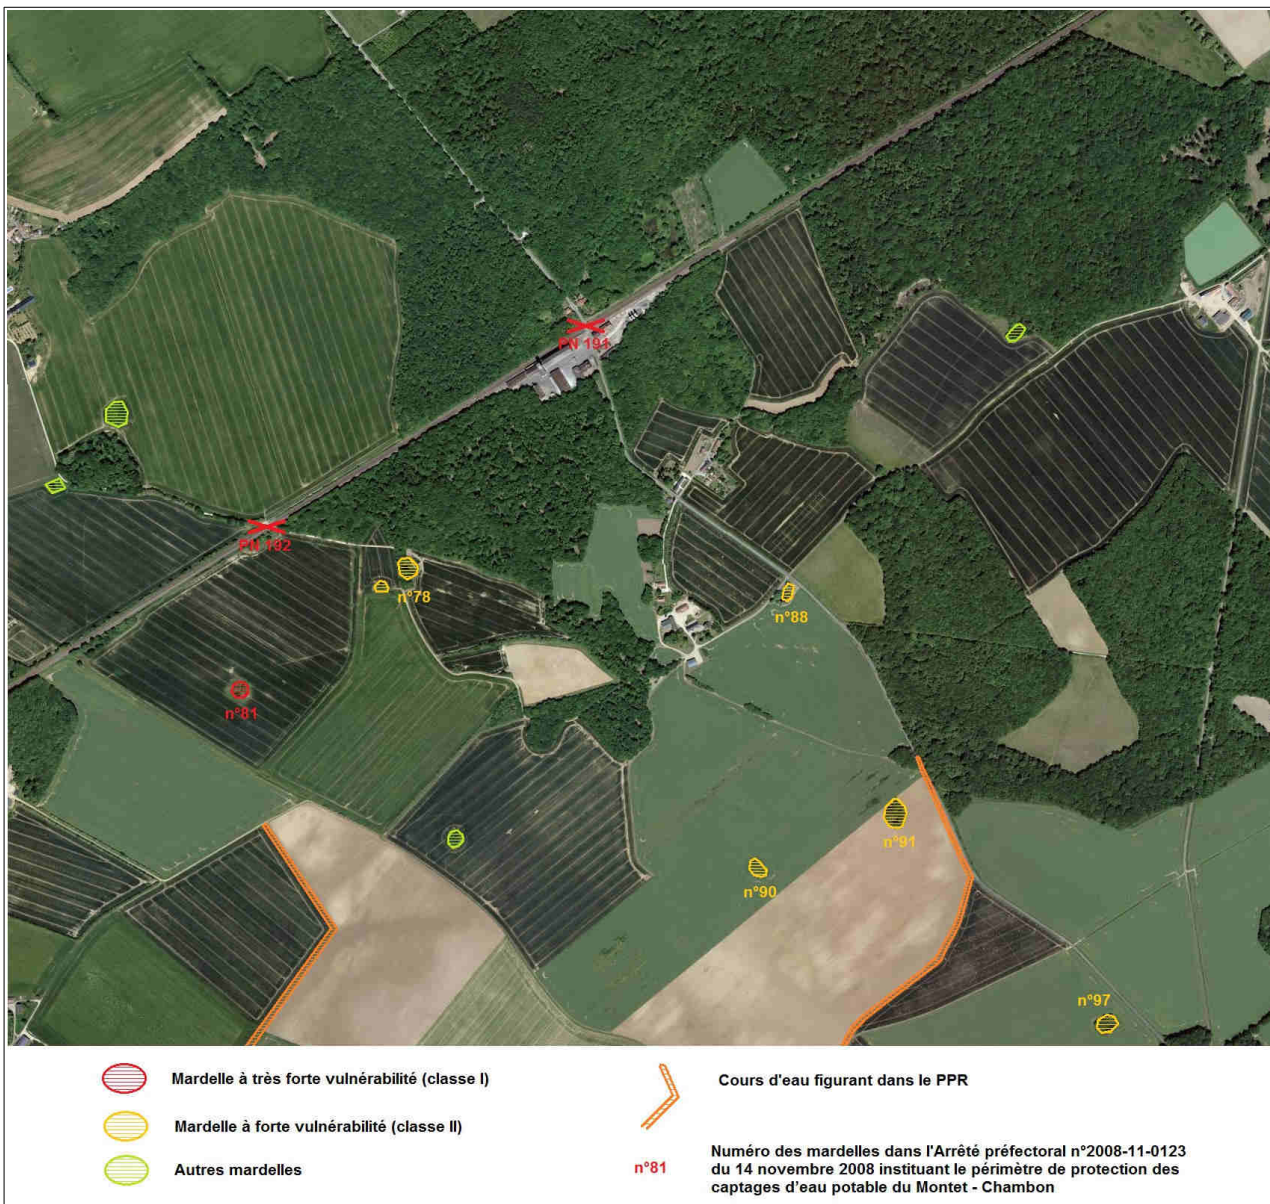 PN 191
PN 192
n°78
n°88
n°81
n°91
n°90
n°97
Mardelle à très forte vulnérabilité (classe I)
Cours d'eau figurant dans le PPR
Mardelle à forte vulnérabilité (classe II)
Autres mardelles
n°81
Numéro des mardelles dans l'Arrêté préfectoral n°2008-11-0123
du 14 novembre 2008 instituant le périmètre de protection des
captages d'eau potable du Montet - Chambon